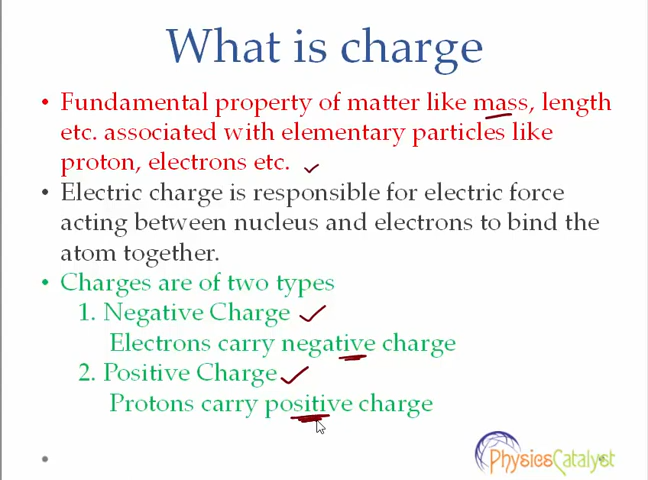 What is charge
• Fundamental property of matter like mass, length
etc. associated with elementary particles like
proton, electrons etc.
• Electric charge is responsible for electric force
acting between nucleus and electrons to bind the
atom together.
• Charges are of two types
1. Negative Charge
Electrons carry negative charge
2. Positive Charge
Protons carry positive charge
PhysicsCatalyst